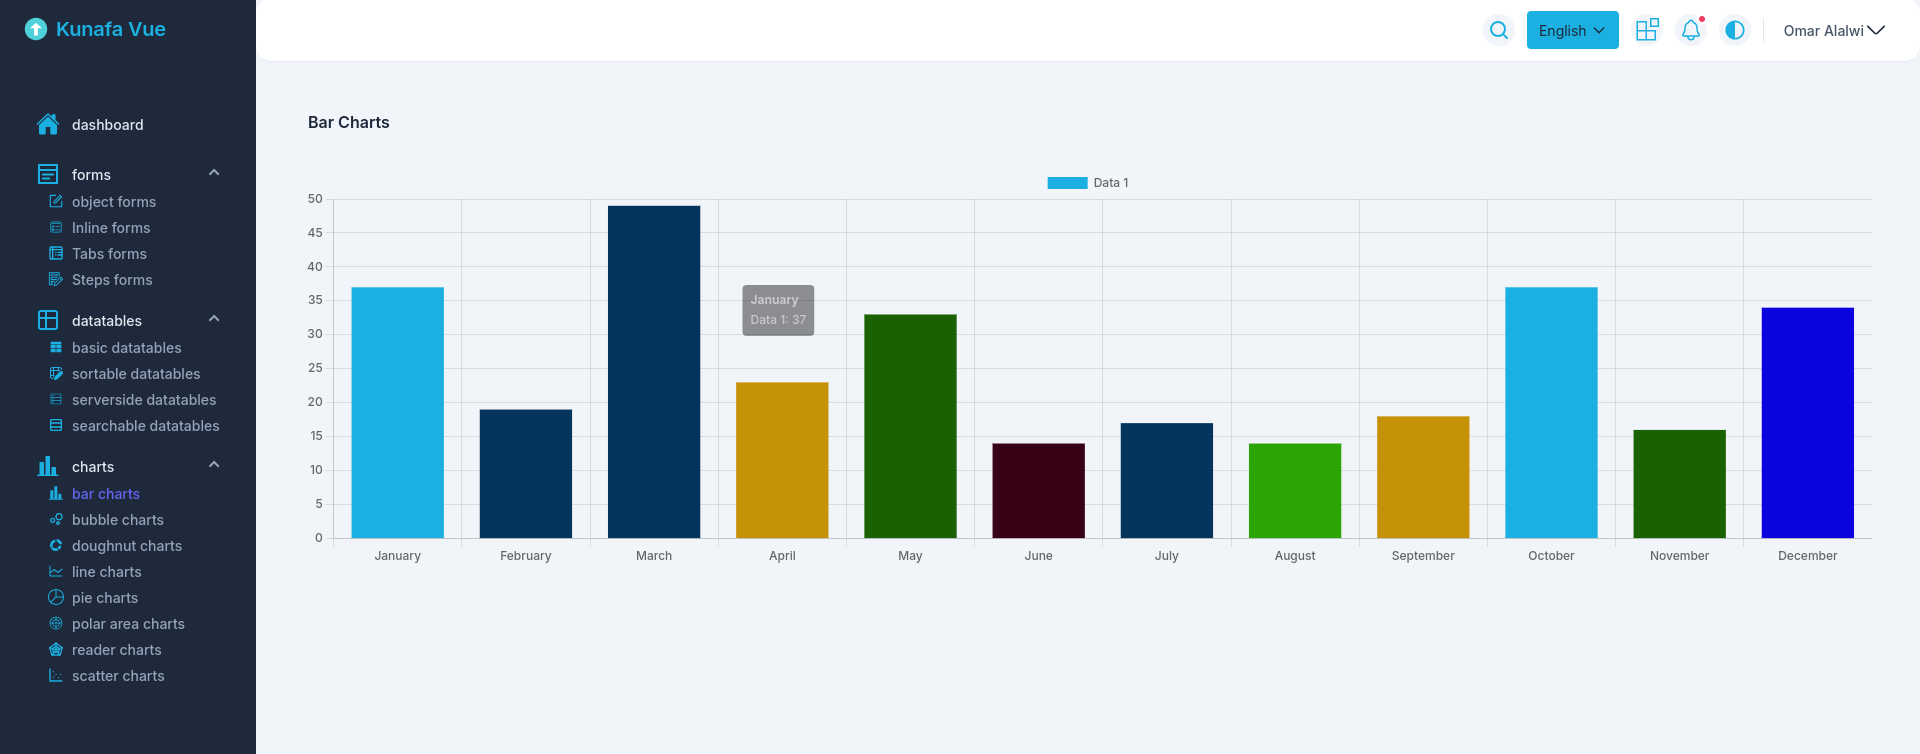 Kunafa Vue
dashboard
forms
object forms
Inline forms
Tabs forms
Steps forms
datatables
basic datatables
sortable datatables
serverside datatables
searchable datatables
charts
bar charts
bubble charts
doughnut charts
line charts
pie charts
polar area charts
reader charts
scatter charts
English
Omar Alalwi
Bar Charts
Data 1
50
45
40
35
30
25
20
15
10
5
0
January
Data 1: 37
January February March April May June July August September October November December